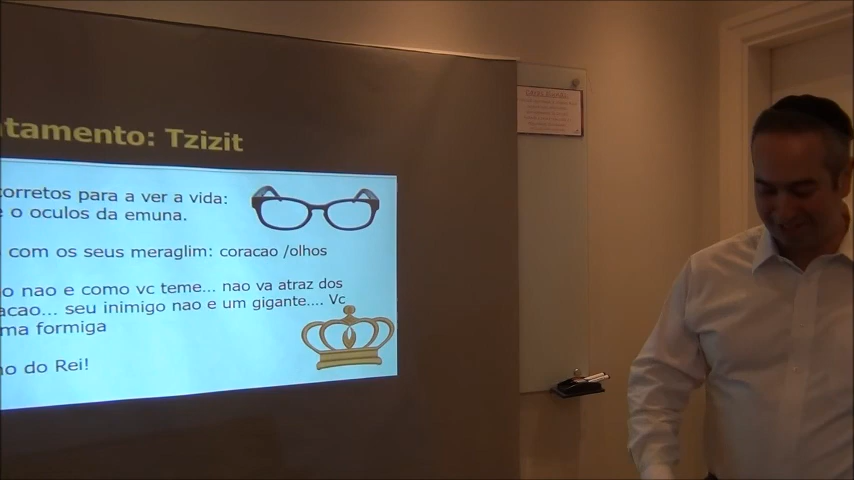 tamento: Tzizit
corretos para a ver a vida:
e o oculos da emuna.
com os seus meraglim: coracao /olhos
o nao e como vc teme... nao va atraz dos
acao... seu inimigo nao e um gigante.... Vc
ma formiga
o do Rei!